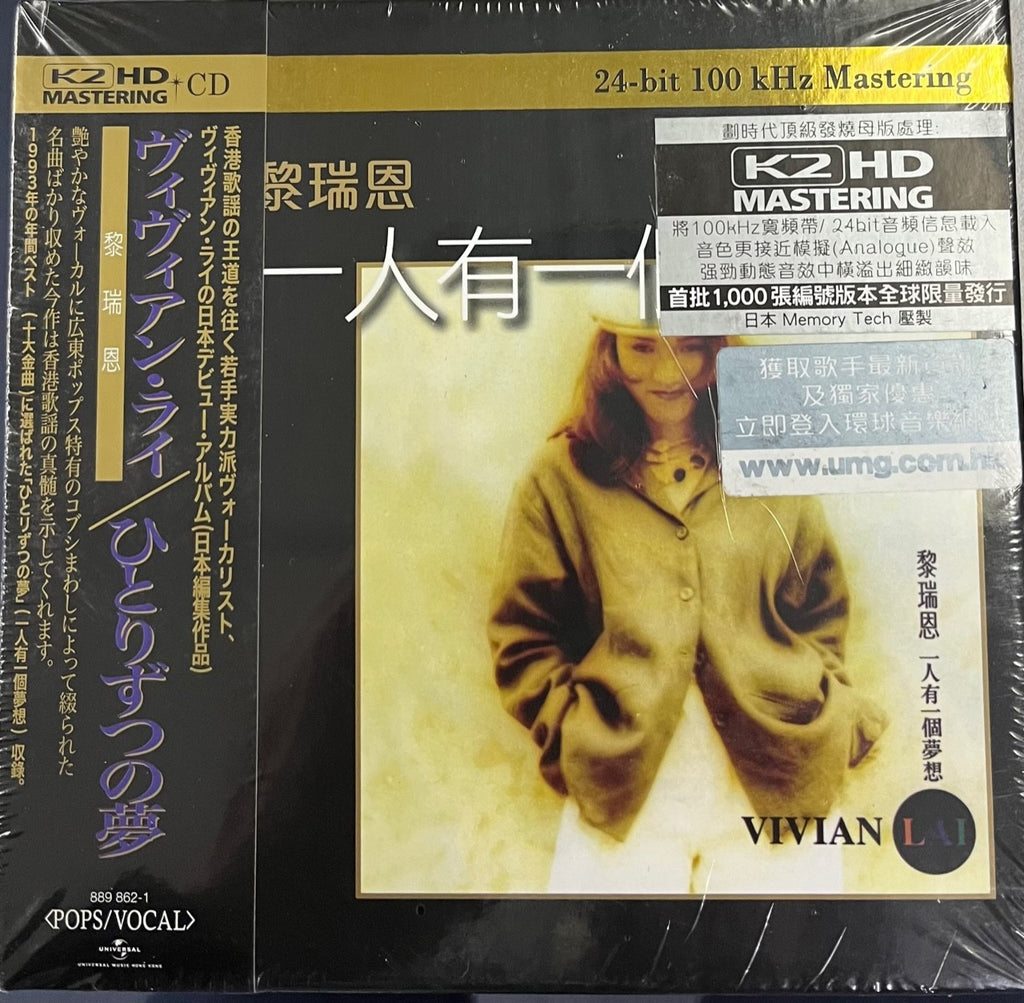 K2 HD
MASTERING
CD
24-bit 100 kHz Mastering
香港歌謡の王道を往く若手実力派ヴォーカリスト、
ヴィヴィアン・ライの日本デビュー・アルバム(日本編集作品)
ヴィヴィアン・ライ/ひとりずつの夢
黎瑞恩
艶やかなヴォーカルに広東ポップス特有のコブシまわしによって綴られた
名曲ばかり収めた今作は香港歌謡の真髄を示してくれます。
1993年の年間ベスト(十大金曲)に選ばれた「ひとりずつの夢」(一人有一個夢想)収錄。
889 862-1
<POPS/VOCAL>
UNIVERSAL
UNIVERSAL MUSIC HONG KONG
黎瑞恩
一人有一
劃時代頂級發燒母版處理:
K2 HD
MASTERING
將100kHz寬頻帶/ 24bit音頻信息載入
音色更接近模擬(Analogue)聲效
强勁動態音效中橫溢出細緻韻味
首批1,000 張編號版本全球限量發行
日本 Memory Tech 壓製
獲取歌手最新
及獨家優惠
立即登入環球音樂網
www.umg.com.hk
黎瑞恩 一人有一個夢想
VIVIAN LAI